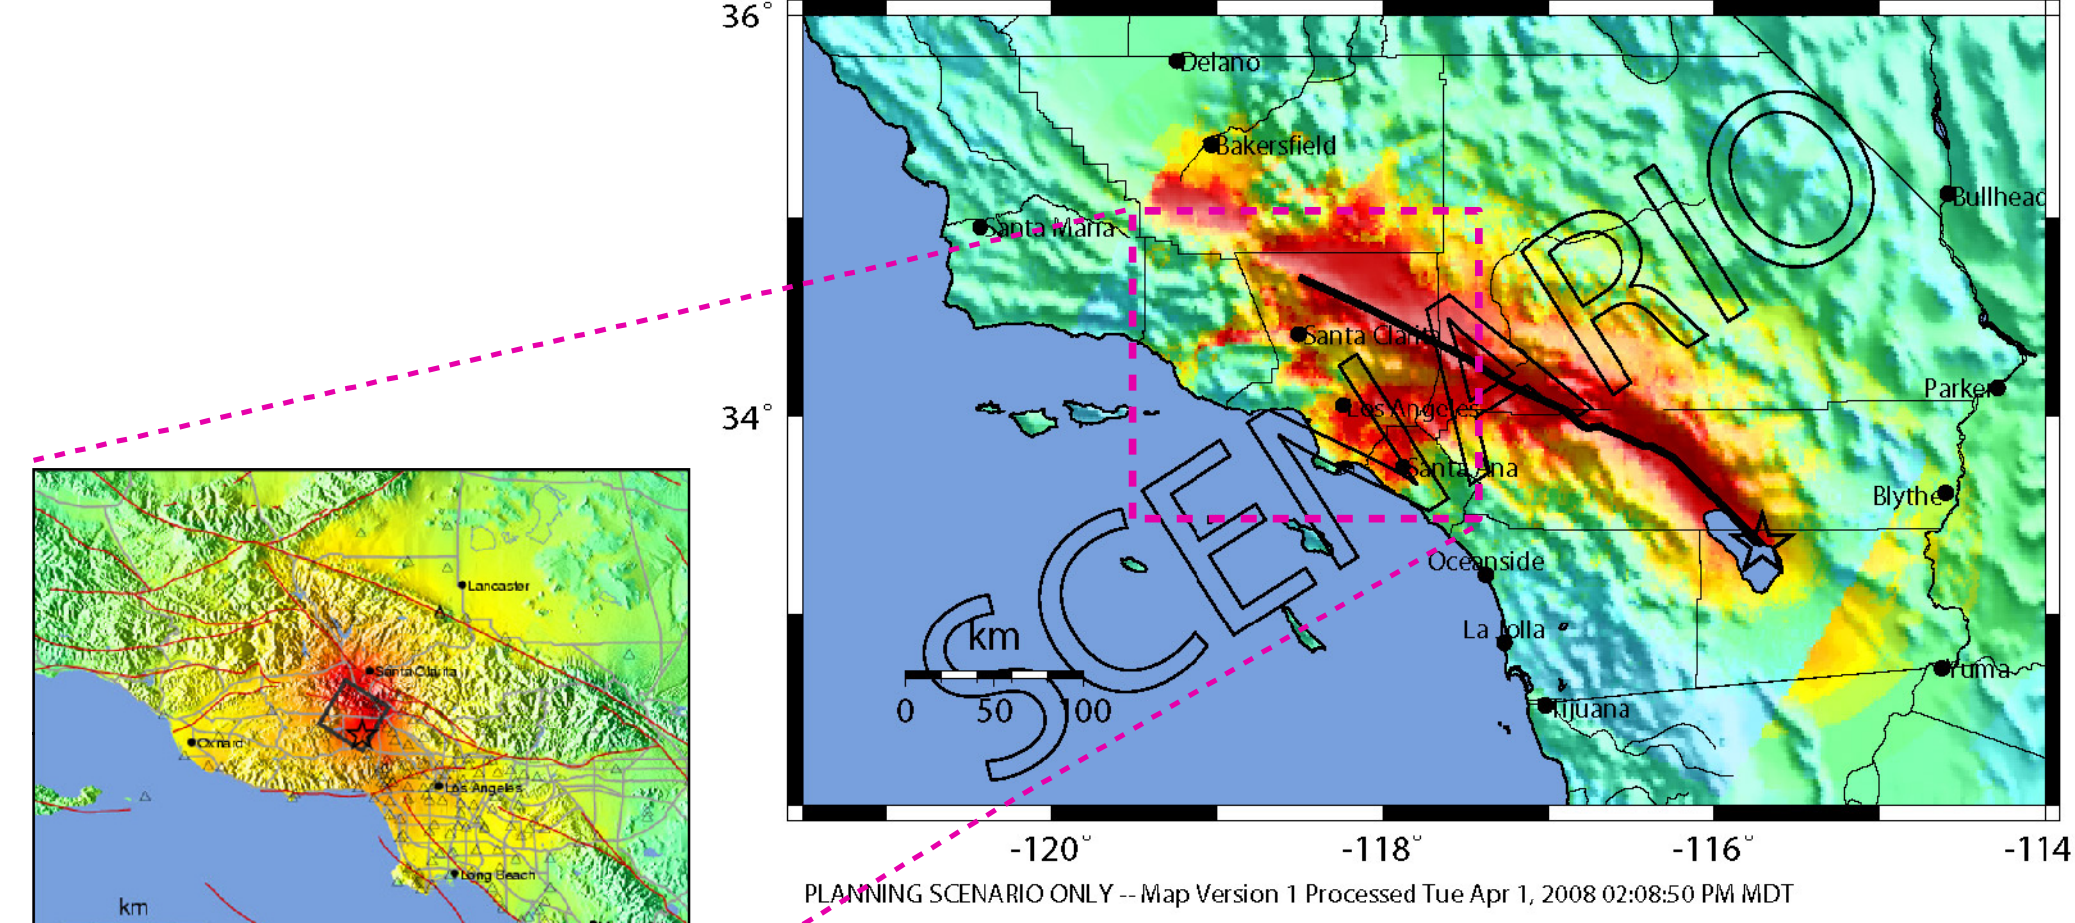 36°
Delano
Bakersfield
Bullhead
Santa Maria
Santa Clarita
34°
Los Angeles
Parker
Santa Ana
Blythe
Oceanside
La Jolla
Yuma
Tijuana
SCENARIO
km
0 50 100
-120° -118° -116° -114
PLANNING SCENARIO ONLY -- Map Version 1 Processed Tue Apr 1, 2008 02:08:50 PM MDT
Lancaster
Santa Clarita
Oxnard
Los Angeles
Long Beach
km